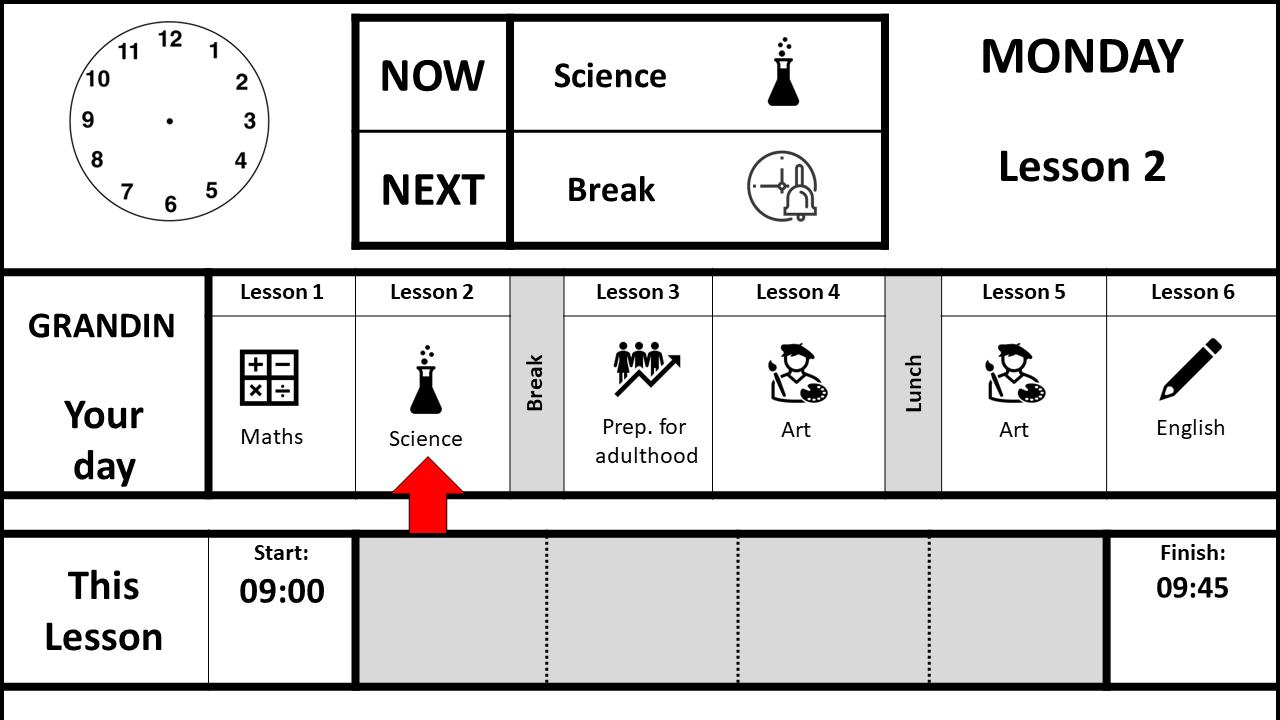 12
11
1
10
2
9
3
8
4
7
5
6
NOW
Science
NEXT
Break
MONDAY
Lesson 2
GRANDIN
Your
day
Lesson 1
Maths
Lesson 2
Science
Break
Lesson 3
Prep. for
adulthood
Lesson 4
Art
Lunch
Lesson 5
Art
Lesson 6
English
This
Lesson
Start:
09:00
Finish:
09:45